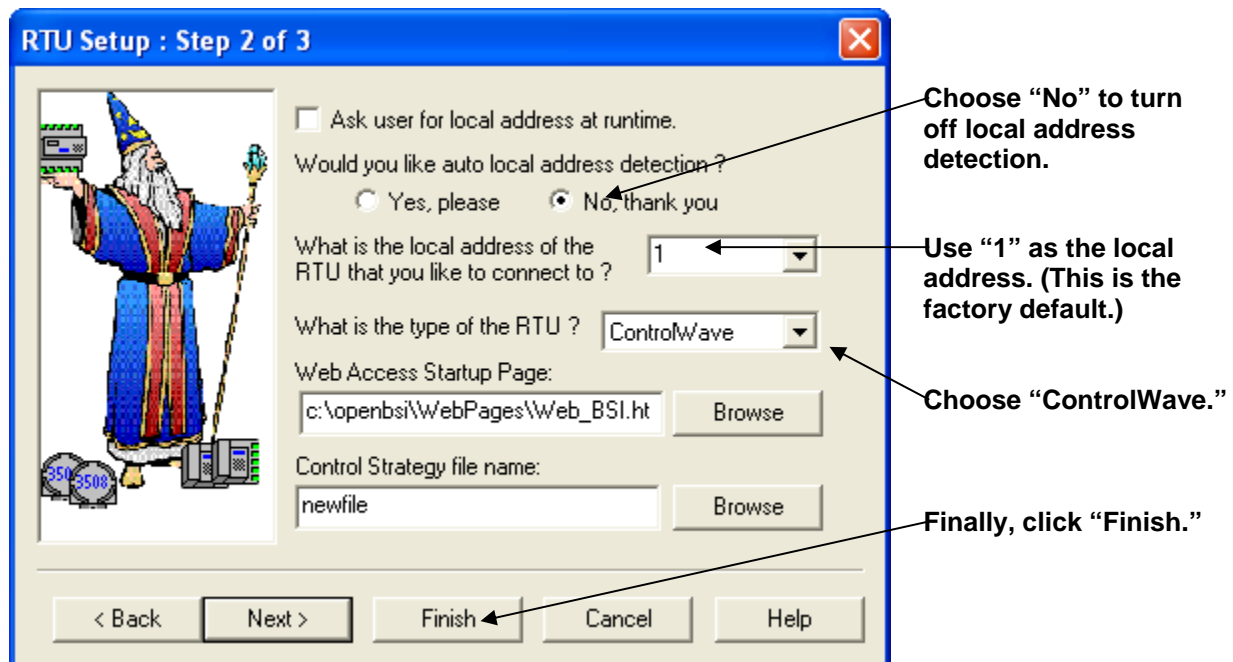 RTU Setup : Step 2 of 3
Ask user for local address at runtime.
Would you like auto local address detection ?
Yes, please
No, thank you
What is the local address of the
RTU that you like to connect to ?
1
What is the type of the RTU ?
ControlWave
Web Access Startup Page:
c:\openbsi\WebPages\Web_BSI.ht
Browse
Control Strategy file name:
newfile
Browse
350
3508
< Back
Next >
Finish
Cancel
Help
Choose “No” to turn
off local address
detection.
Use “1” as the local
address. (This is the
factory default.)
Choose “ControlWave.”
Finally, click “Finish.”